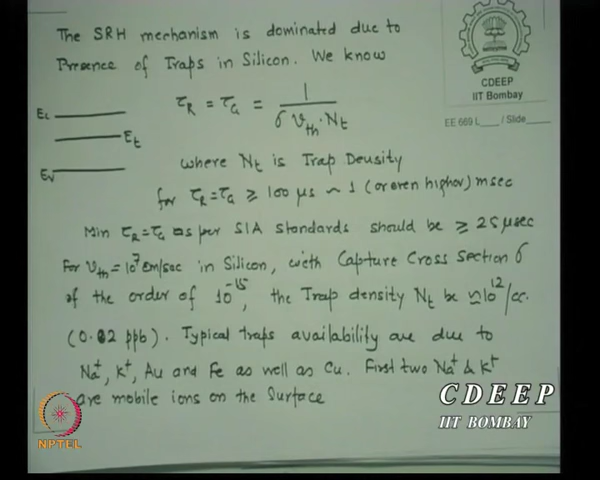 The SRH mechanism is dominated due to
Presence of Traps in Silicon. We know
Ec
Et
Ev
τR = τG = 1 / σ vth · Nt
where Nt is Trap Density
for τR = τG ≥ 100 μs ~ 1 (or even higher) msec
Min τR = τG as per SIA standards should be ≥ 25 μsec
For vth = 10^7 cm/sec in Silicon, with Capture Cross Section σ
of the order of 10^-15, the Trap density Nt be ≃ 10^12/cc.
(0.02 ppb). Typical traps availability are due to
Na+, K+, Au and Fe as well as Cu. First two Na+ & K+
are mobile ions on the Surface
CDEEP
IIT Bombay
EE 669 L____ / Slide____
NPTEL
CDEEP
IIT BOMBAY